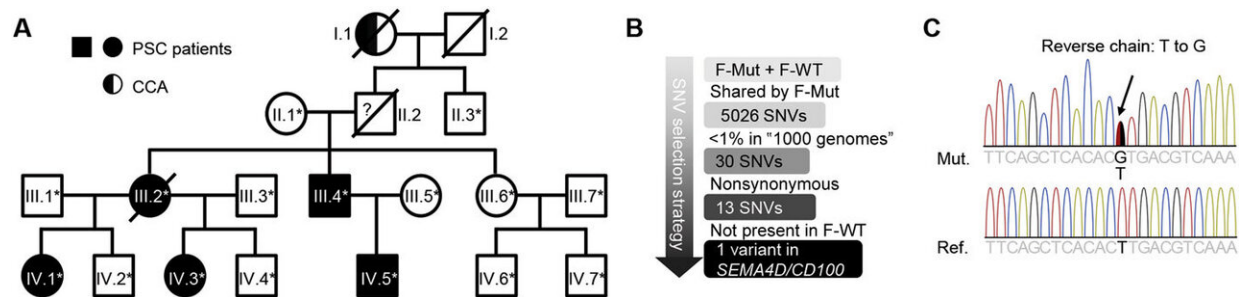 A
PSC patients
CCA
I.1
I.2
II.1*
?
II.2
II.3*
III.1*
III.2*
III.3*
III.4*
III.5*
III.6*
III.7*
IV.1*
IV.2*
IV.3*
IV.4*
IV.5*
IV.6*
IV.7*
B
SNV selection strategy
F-Mut + F-WT
Shared by F-Mut
5026 SNVs
<1% in "1000 genomes"
30 SNVs
Nonsynonymous
13 SNVs
Not present in F-WT
1 variant in
SEMA4D/CD100
C
Reverse chain: T to G
Mut. TTCAGCTCACACGTGACGTCAAA
T
Ref. TTCAGCTCACACTTGACGTCAAA